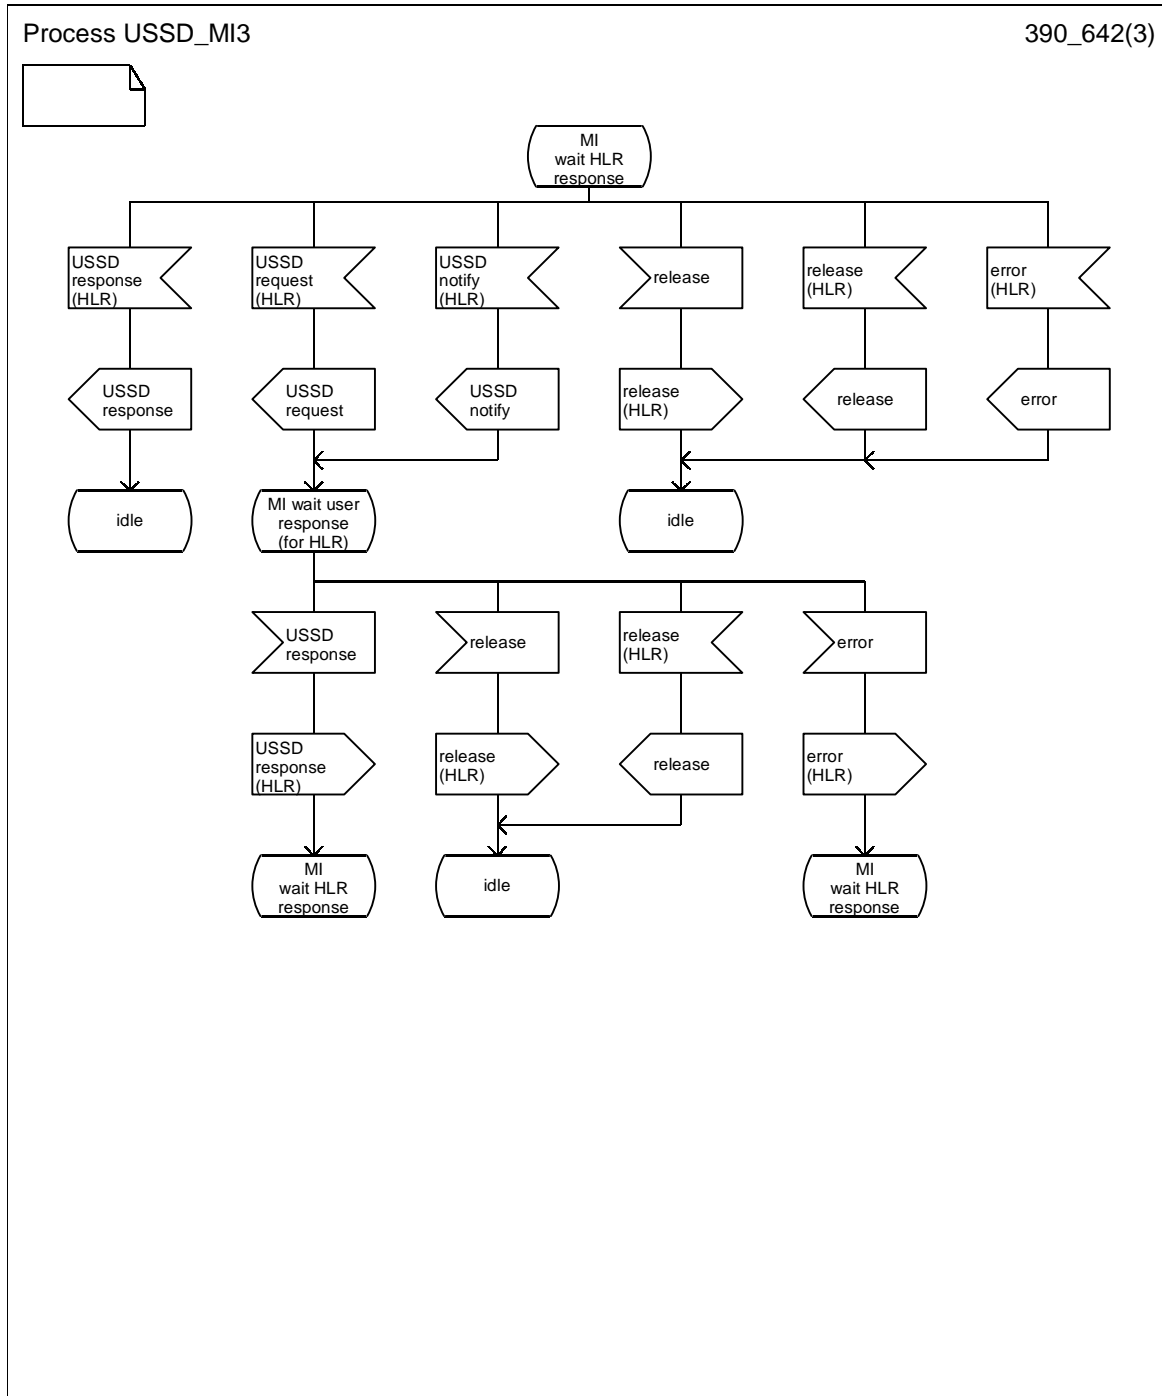 Process USSD_MI3
390_642(3)
MI
wait HLR
response
USSD
response
(HLR)
USSD
request
(HLR)
USSD
notify
(HLR)
release
release
(HLR)
error
(HLR)
USSD
response
USSD
request
USSD
notify
release
(HLR)
release
error
idle
MI wait user
response
(for HLR)
idle
USSD
response
release
release
(HLR)
error
USSD
response
(HLR)
release
(HLR)
release
error
(HLR)
MI
wait HLR
response
idle
MI
wait HLR
response